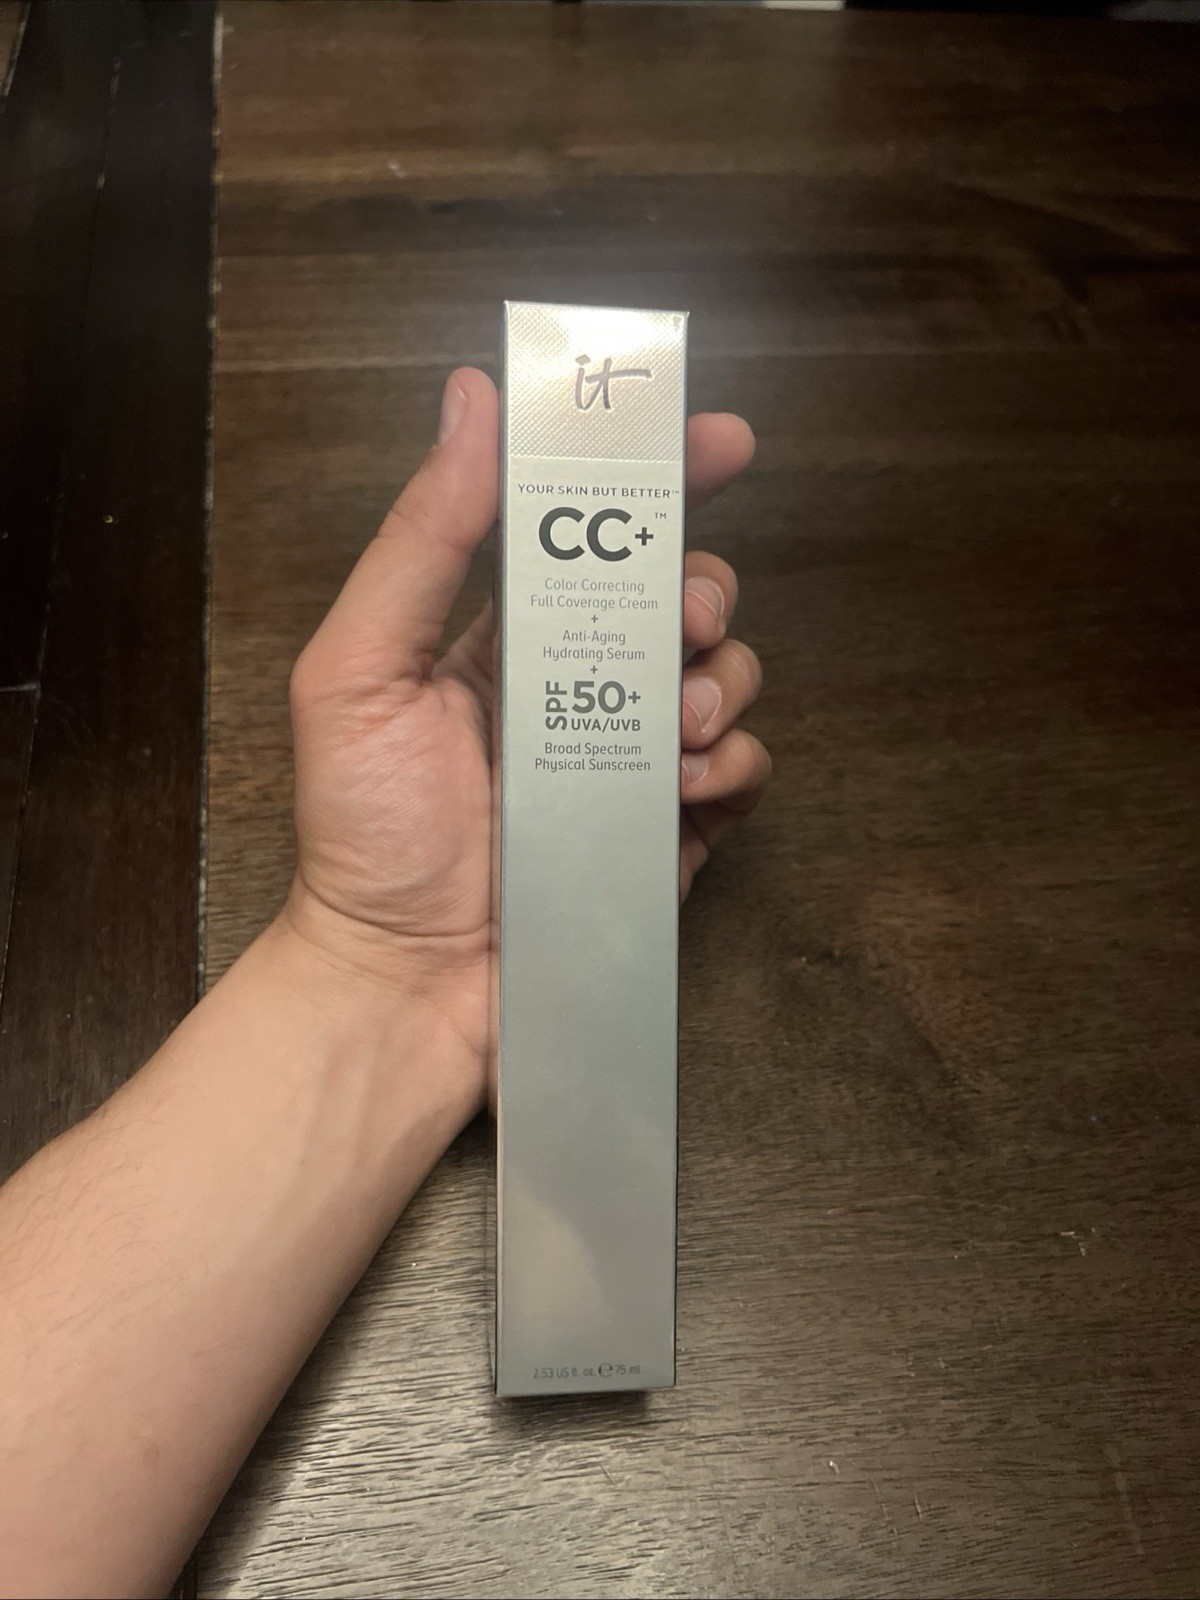 it
YOUR SKIN BUT BETTER™
CC+™
Color Correcting
Full Coverage Cream
+
Anti-Aging
Hydrating Serum
+
SPF 50+
UVA/UVB
Broad Spectrum
Physical Sunscreen
2.53 US fl. oz. ℮ 75 ml